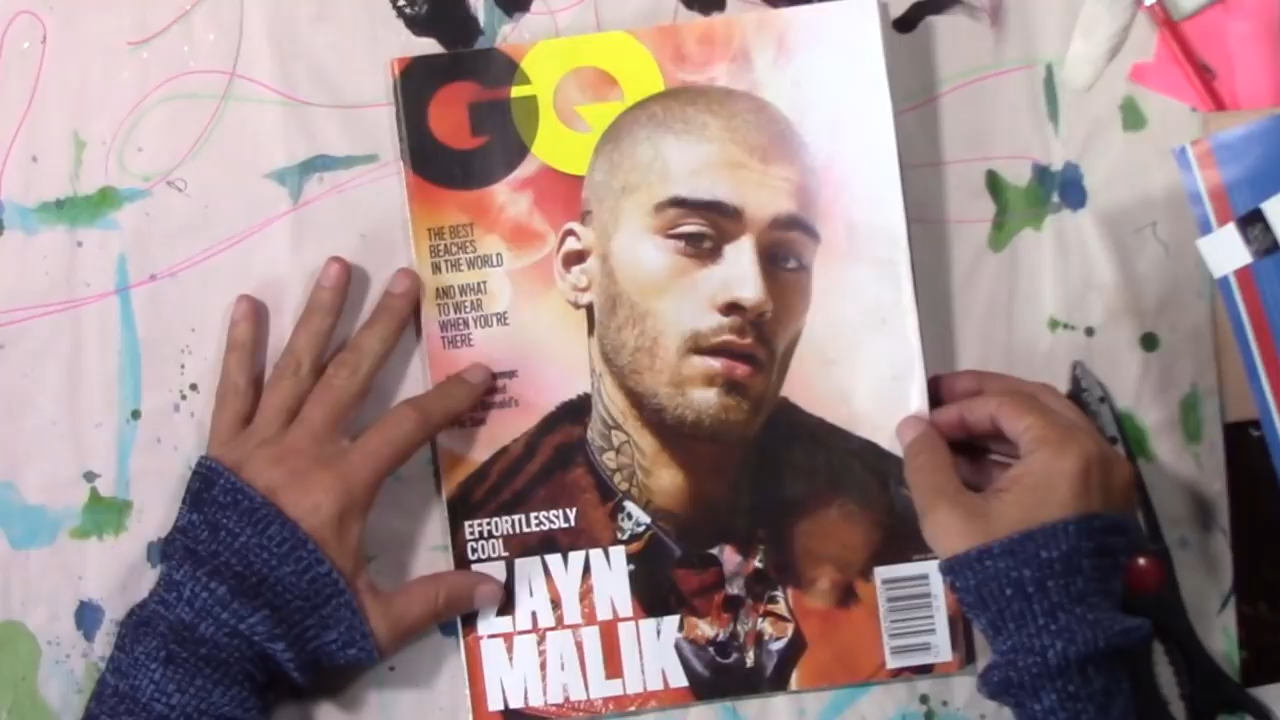 GQ
THE BEST
BEACHES
IN THE WORLD
AND WHAT
TO WEAR
WHEN YOU'RE
THERE
EFFORTLESSLY
COOL
ZAYN
MALIK